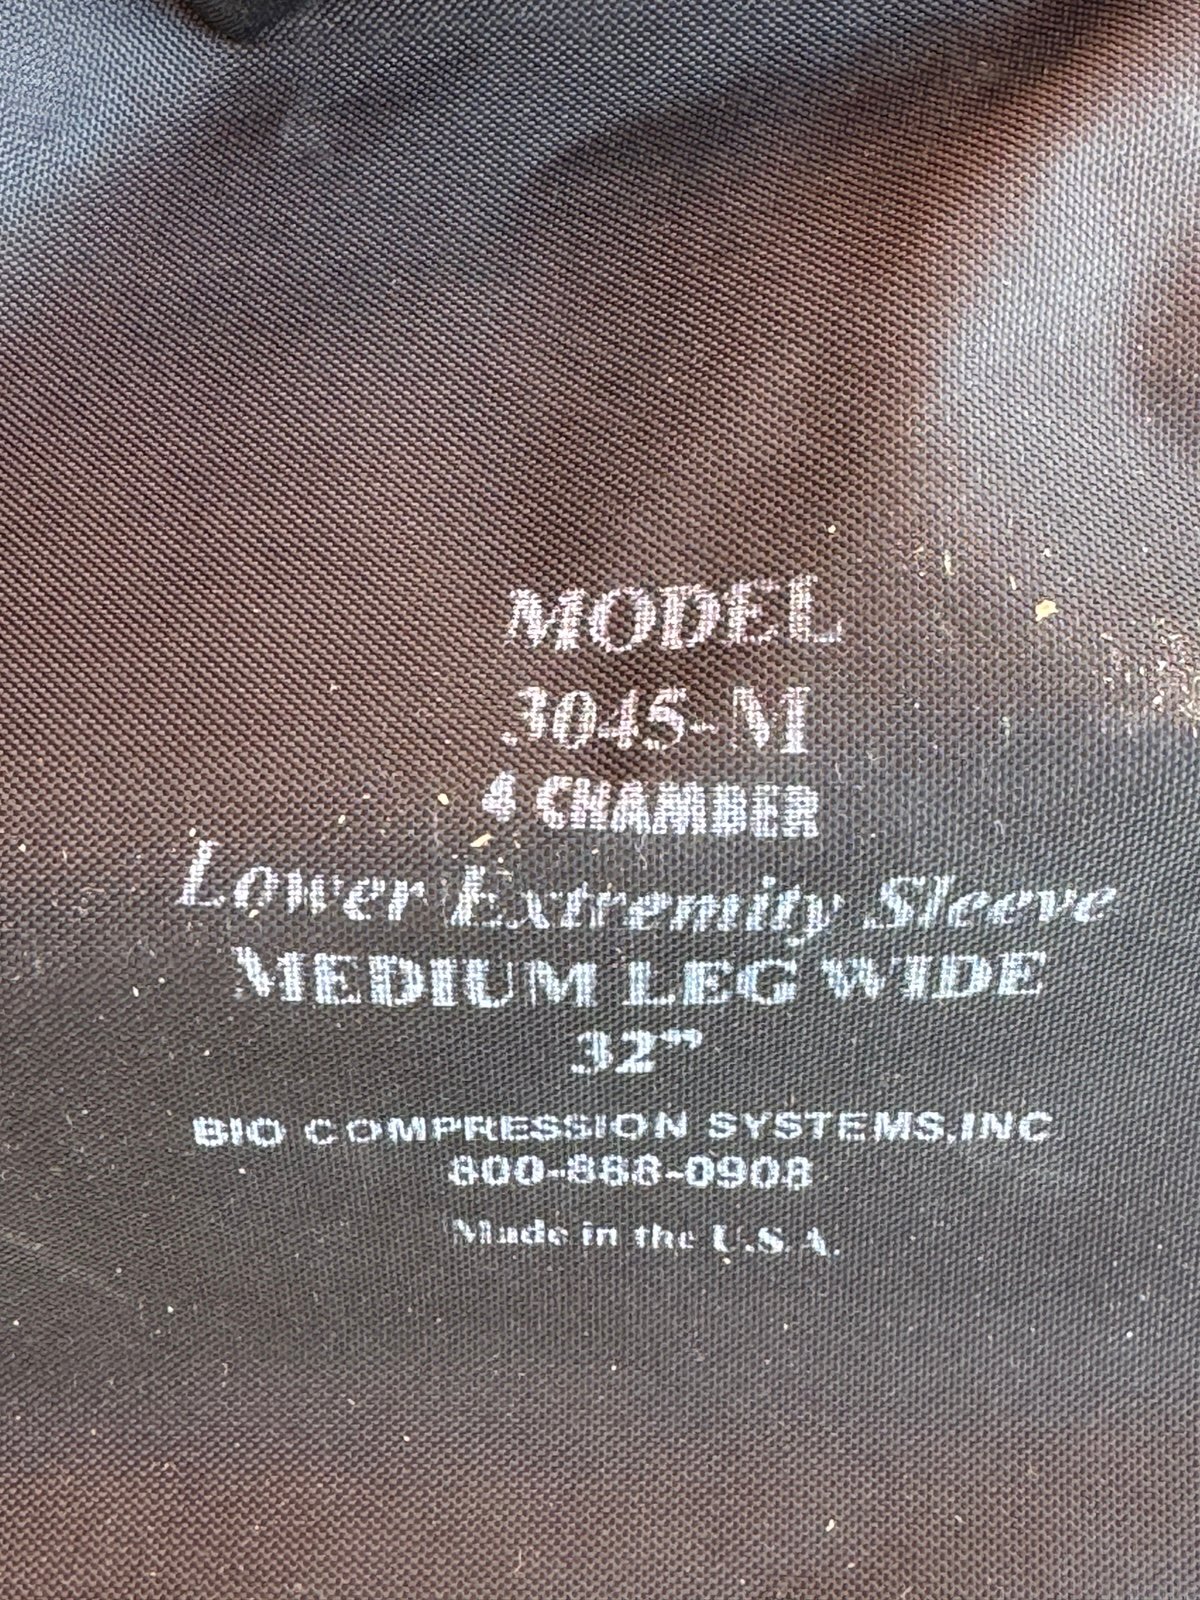 MODEL
3045-M
4 CHAMBER
Lower Extremity Sleeve
MEDIUM LEG WIDE
32”
BIO COMPRESSION SYSTEMS,INC
800-888-0908
Made in the U.S.A.